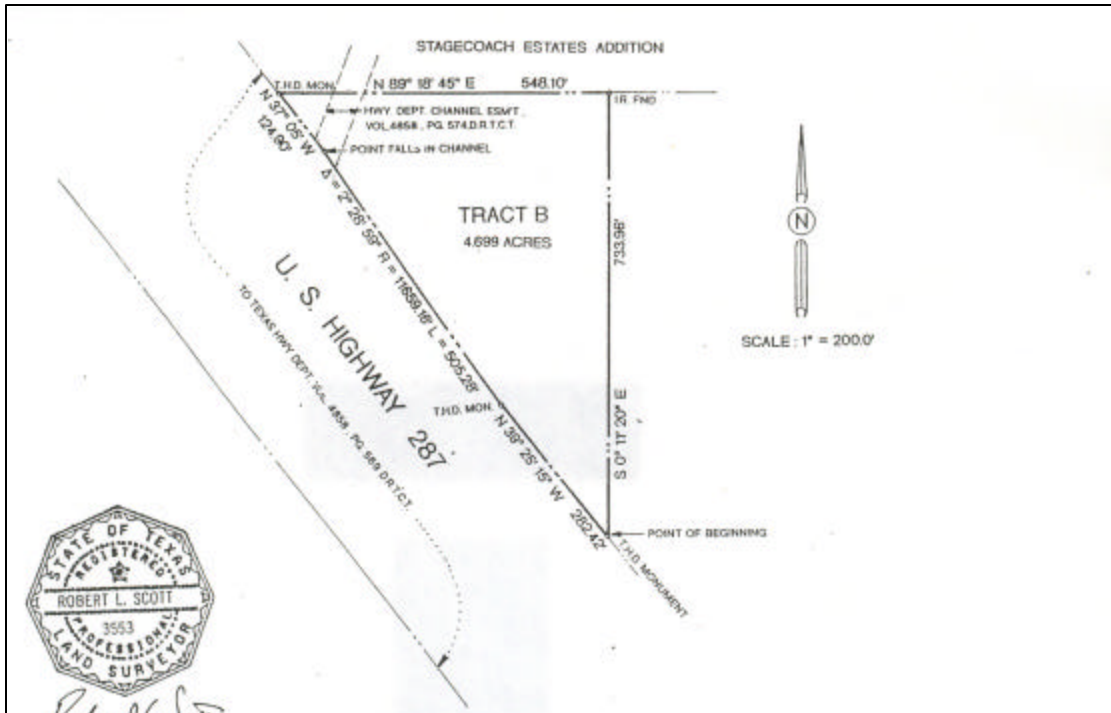 STAGECOACH ESTATES ADDITION
T.H.D. MON.
N 89° 18' 45" E 548.10'
I.R. FND
HWY. DEPT. CHANNEL ESM'T.
VOL. 4858, PG. 574, D.R.T.C.T.
POINT FALLS IN CHANNEL
N 37° 05' W
124.90'
Δ = 2° 28' 59" R = 11659.16' L = 505.28'
TRACT B
4.699 ACRES
733.96'
S 0° 11' 20" E
N
SCALE : 1" = 200.0'
U. S. HIGHWAY 287
TO TEXAS HWY DEPT. VOL. 4858, PG. 569 D.R.T.C.T.
T.H.D. MON.
N 39° 25' 15" W 282.42'
POINT OF BEGINNING
T.H.D. MONUMENT
STATE OF TEXAS
REGISTERED
ROBERT L. SCOTT
3553
PROFESSIONAL
LAND SURVEYOR